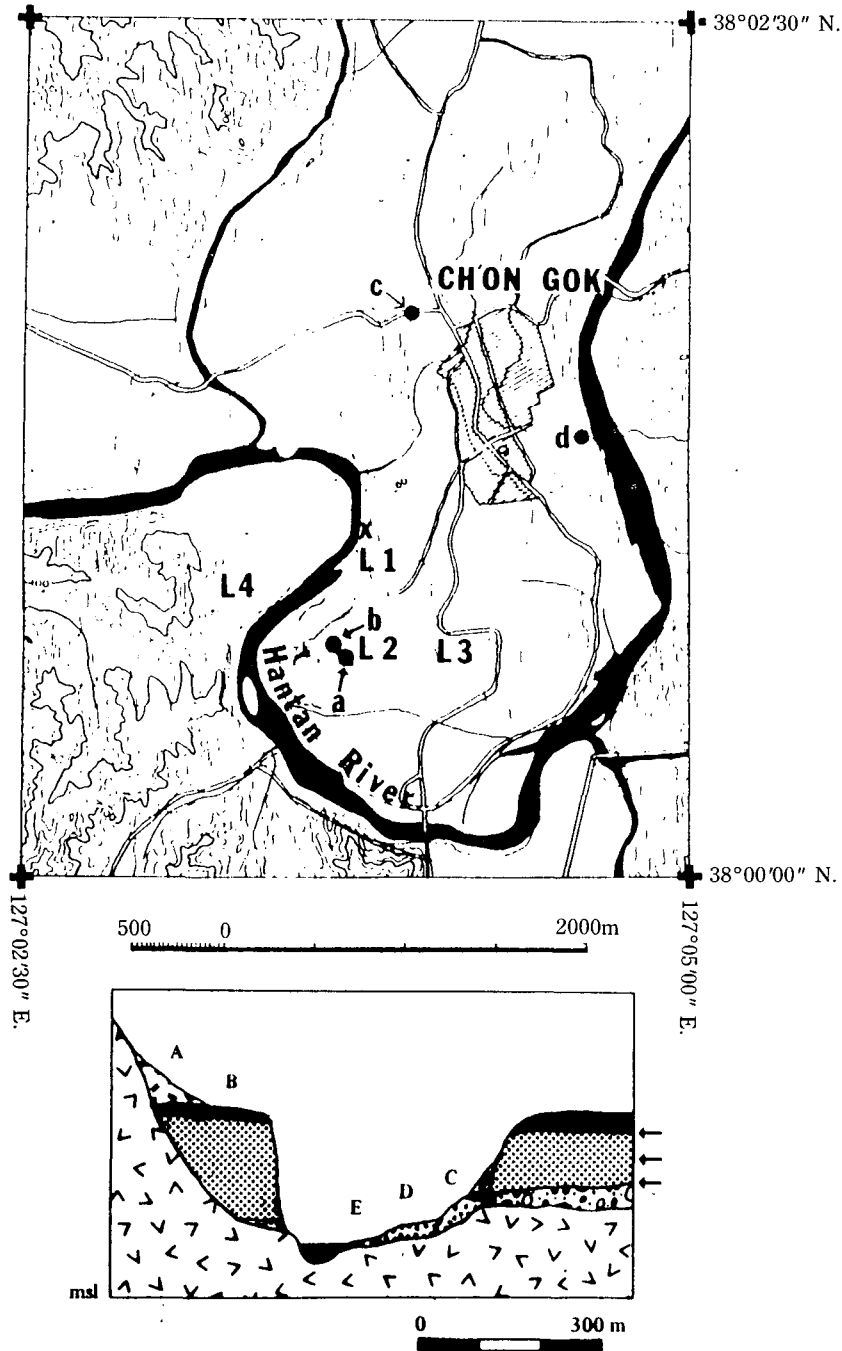 38°02′30″ N.
CH'ON GOK
c
d
x
L1
L4
b
L2
L3
a
Hantan River
38°00′00″ N.
127°02′30″ E.
127°05′00″ E.
500 0 2000m
A
B
C
D
E
msl
0 300 m